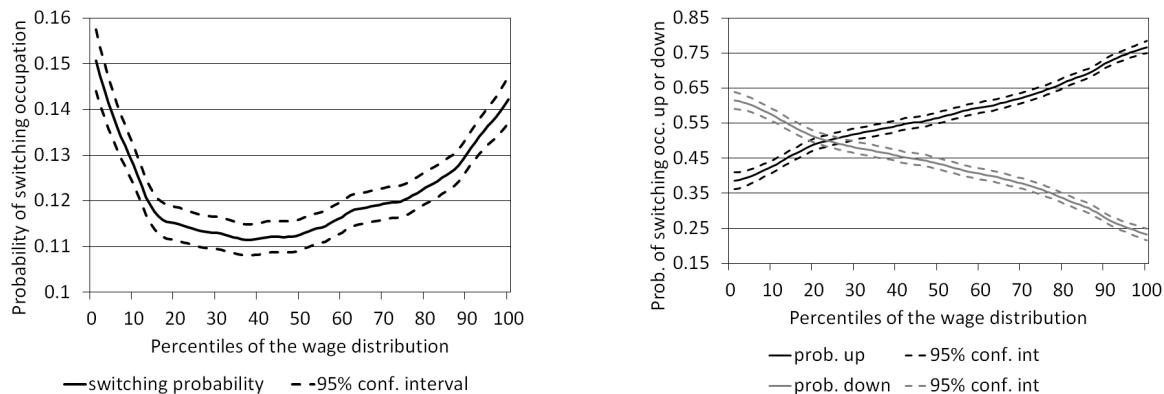 Probability of switching occupation
0.16
0.15
0.14
0.13
0.12
0.11
0.1
0 10 20 30 40 50 60 70 80 90 100
Percentiles of the wage distribution
switching probability 95% conf. interval
Prob. of switching occ. up or down
0.85
0.75
0.65
0.55
0.45
0.35
0.25
0.15
0 10 20 30 40 50 60 70 80 90 100
Percentiles of the wage distribution
prob. up 95% conf. int
prob. down 95% conf. int